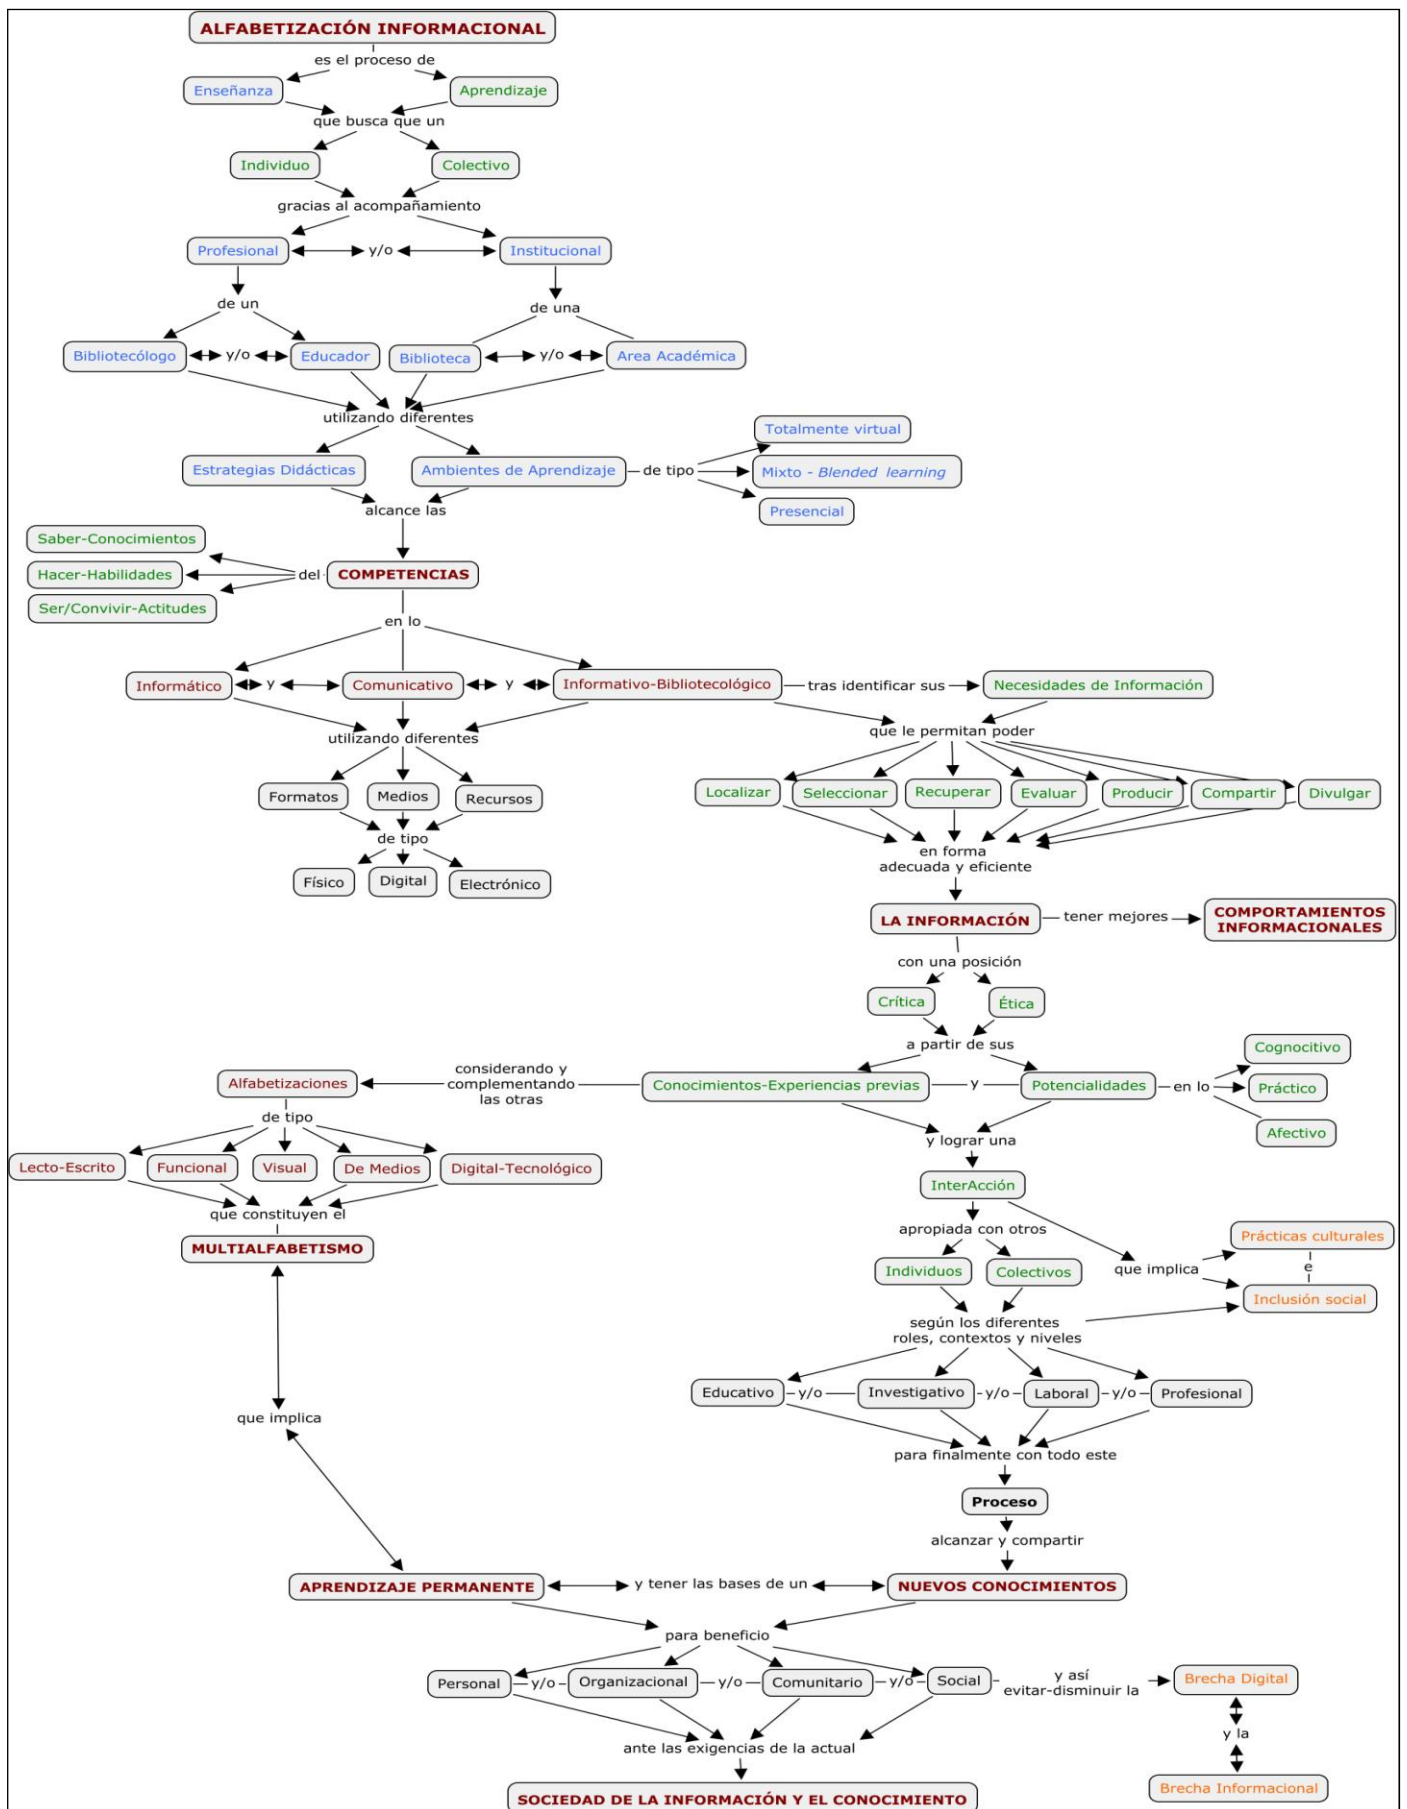 ALFABETIZACIÓN INFORMACIONAL
es el proceso de
Enseñanza
Aprendizaje
que busca que un
Individuo
Colectivo
gracias al acompañamiento
Profesional
y/o
Institucional
de un
de una
Bibliotecólogo
y/o
Educador
Biblioteca
y/o
Area Académica
utilizando diferentes
Estrategias Didácticas
Ambientes de Aprendizaje
de tipo
Totalmente virtual
Mixto - Blended learning
Presencial
alcance las
COMPETENCIAS
del
Saber-Conocimientos
Hacer-Habilidades
Ser/Convivir-Actitudes
en lo
Informático
y
Comunicativo
y
Informativo-Bibliotecológico
tras identificar sus
Necesidades de Información
utilizando diferentes
Formatos
Medios
Recursos
de tipo
Físico
Digital
Electrónico
que le permitan poder
Localizar
Seleccionar
Recuperar
Evaluar
Producir
Compartir
Divulgar
en forma
adecuada y eficiente
LA INFORMACIÓN
tener mejores
COMPORTAMIENTOS
INFORMACIONALES
con una posición
Crítica
Ética
a partir de sus
Conocimientos-Experiencias previas
y
Potencialidades
en lo
Cognocitivo
Práctico
Afectivo
considerando y
complementando
las otras
Alfabetizaciones
de tipo
Lecto-Escrito
Funcional
Visual
De Medios
Digital-Tecnológico
que constituyen el
MULTIALFABETISMO
que implica
y lograr una
InterAcción
apropiada con otros
Individuos
Colectivos
que implica
Prácticas culturales
e
Inclusión social
según los diferentes
roles, contextos y niveles
Educativo
y/o
Investigativo
y/o
Laboral
y/o
Profesional
para finalmente con todo este
Proceso
alcanzar y compartir
APRENDIZAJE PERMANENTE
y tener las bases de un
NUEVOS CONOCIMIENTOS
para beneficio
Personal
y/o
Organizacional
y/o
Comunitario
y/o
Social
y así
evitar-disminuir la
Brecha Digital
y la
Brecha Informacional
ante las exigencias de la actual
SOCIEDAD DE LA INFORMACIÓN Y EL CONOCIMIENTO